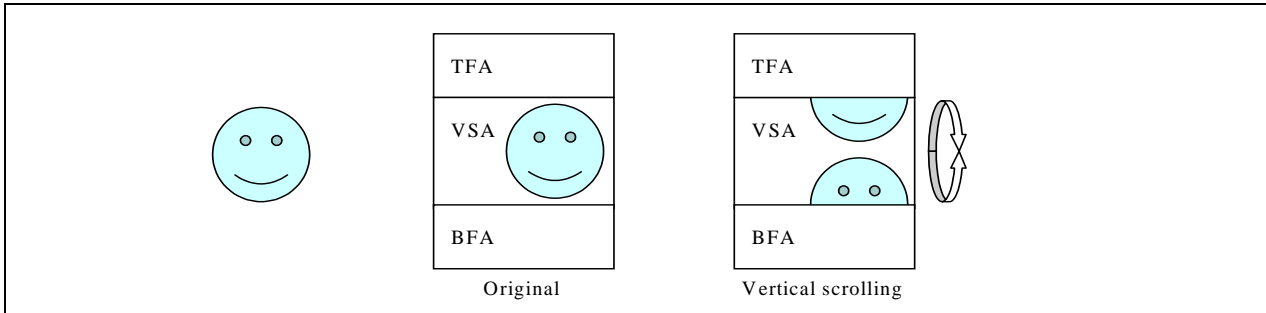 TFA
VSA
BFA
Original
TFA
VSA
BFA
Vertical scrolling